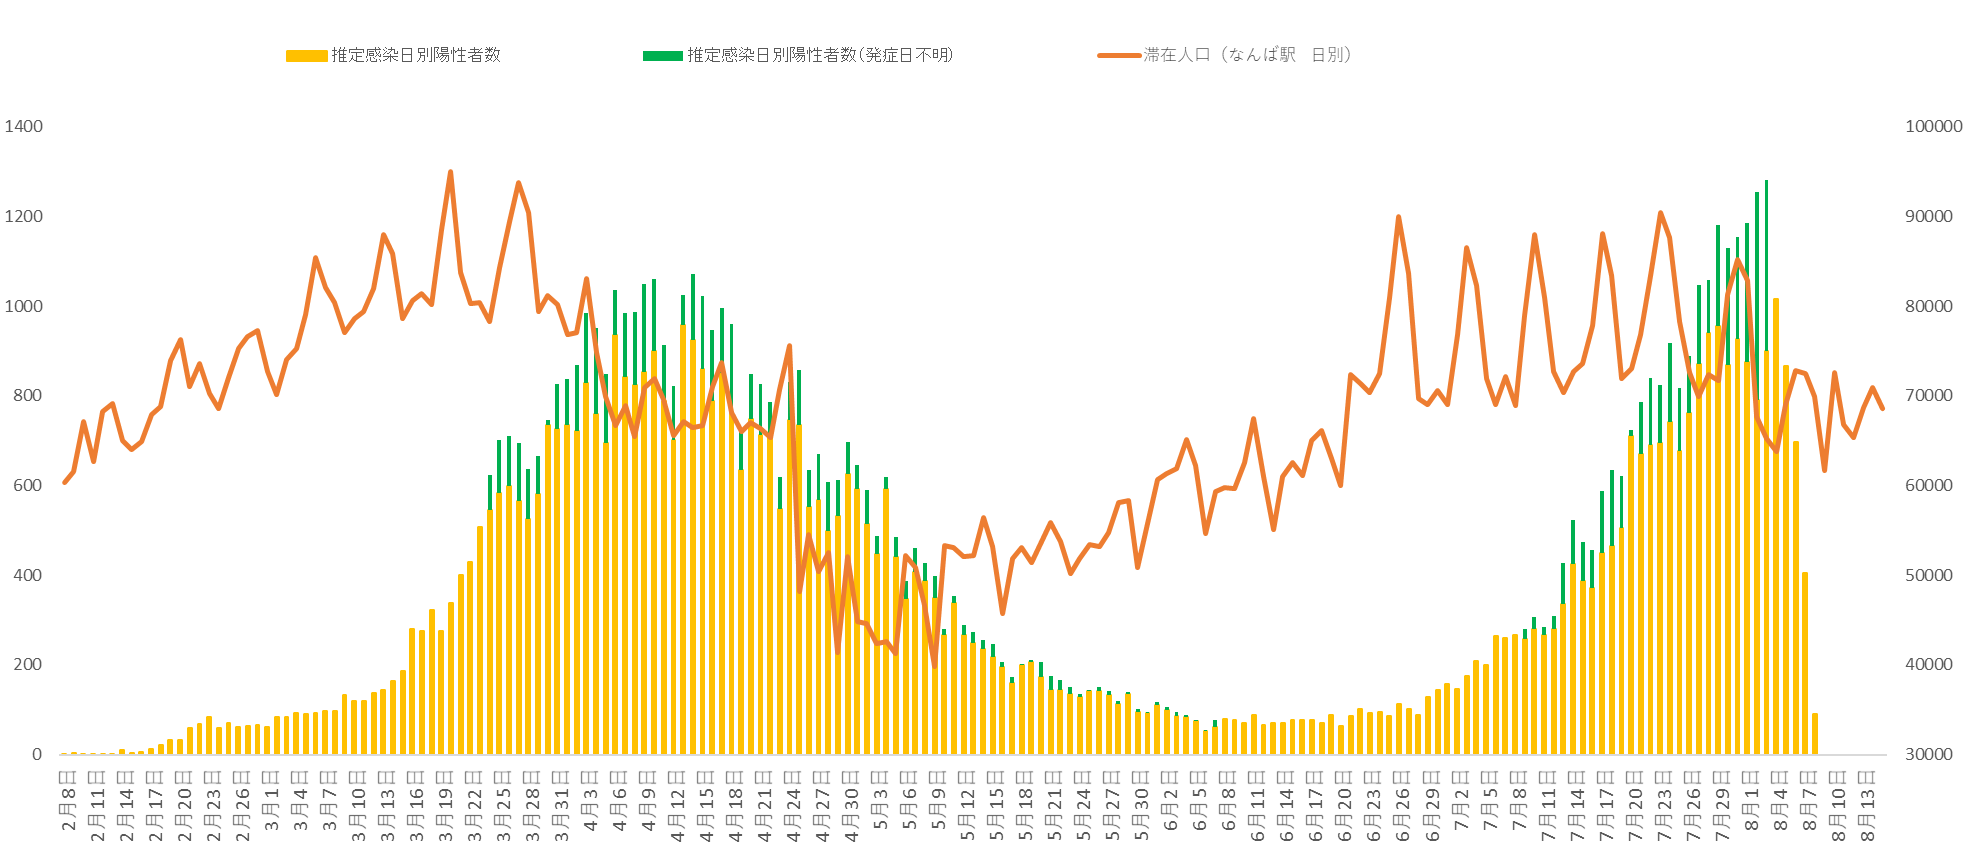 推定感染日別陽性者数
推定感染日別陽性者数(発症日不明)
滞在人口（なんば駅　日別）
1400
1200
1000
800
600
400
200
0
100000
90000
80000
70000
60000
50000
40000
30000
2月8日
2月11日
2月14日
2月17日
2月20日
2月23日
2月26日
3月1日
3月4日
3月7日
3月10日
3月13日
3月16日
3月19日
3月22日
3月25日
3月28日
3月31日
4月3日
4月6日
4月9日
4月12日
4月15日
4月18日
4月21日
4月24日
4月27日
4月30日
5月3日
5月6日
5月9日
5月12日
5月15日
5月18日
5月21日
5月24日
5月27日
5月30日
6月2日
6月5日
6月8日
6月11日
6月14日
6月17日
6月20日
6月23日
6月26日
6月29日
7月2日
7月5日
7月8日
7月11日
7月14日
7月17日
7月20日
7月23日
7月26日
7月29日
8月1日
8月4日
8月7日
8月10日
8月13日